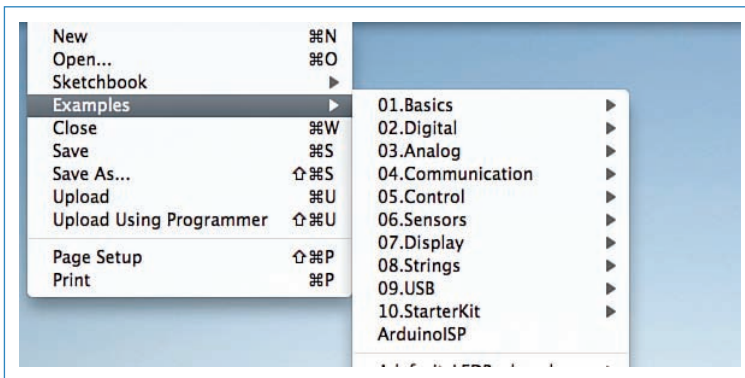 New ⌘N
Open... ⌘O
Sketchbook
Examples
Close ⌘W
Save ⌘S
Save As... ⇧⌘S
Upload ⌘U
Upload Using Programmer ⇧⌘U
Page Setup ⇧⌘P
Print ⌘P
01.Basics
02.Digital
03.Analog
04.Communication
05.Control
06.Sensors
07.Display
08.Strings
09.USB
10.StarterKit
ArduinoISP